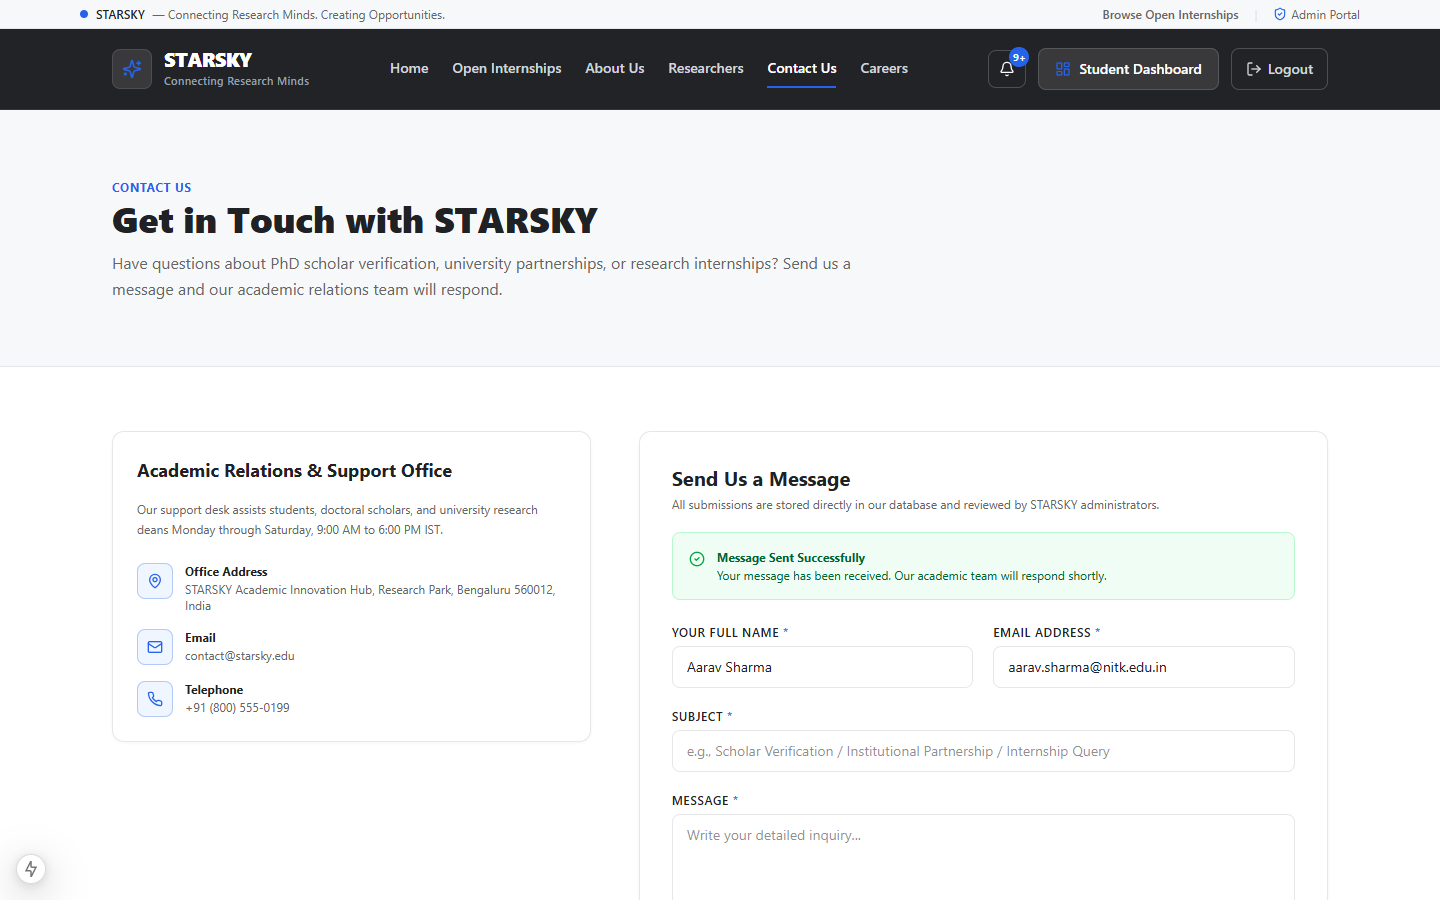 STARSKY — Connecting Research Minds. Creating Opportunities.
Browse Open Internships | Admin Portal
STARSKY
Connecting Research Minds
Home Open Internships About Us Researchers Contact Us Careers
9+
Student Dashboard
Logout
CONTACT US
Get in Touch with STARSKY
Have questions about PhD scholar verification, university partnerships, or research internships? Send us a
message and our academic relations team will respond.
Academic Relations & Support Office
Our support desk assists students, doctoral scholars, and university research
deans Monday through Saturday, 9:00 AM to 6:00 PM IST.
Office Address
STARSKY Academic Innovation Hub, Research Park, Bengaluru 560012,
India
Email
contact@starsky.edu
Telephone
+91 (800) 555-0199
Send Us a Message
All submissions are stored directly in our database and reviewed by STARSKY administrators.
Message Sent Successfully
Your message has been received. Our academic team will respond shortly.
YOUR FULL NAME *
Aarav Sharma
EMAIL ADDRESS *
aarav.sharma@nitk.edu.in
SUBJECT *
e.g., Scholar Verification / Institutional Partnership / Internship Query
MESSAGE *
Write your detailed inquiry...